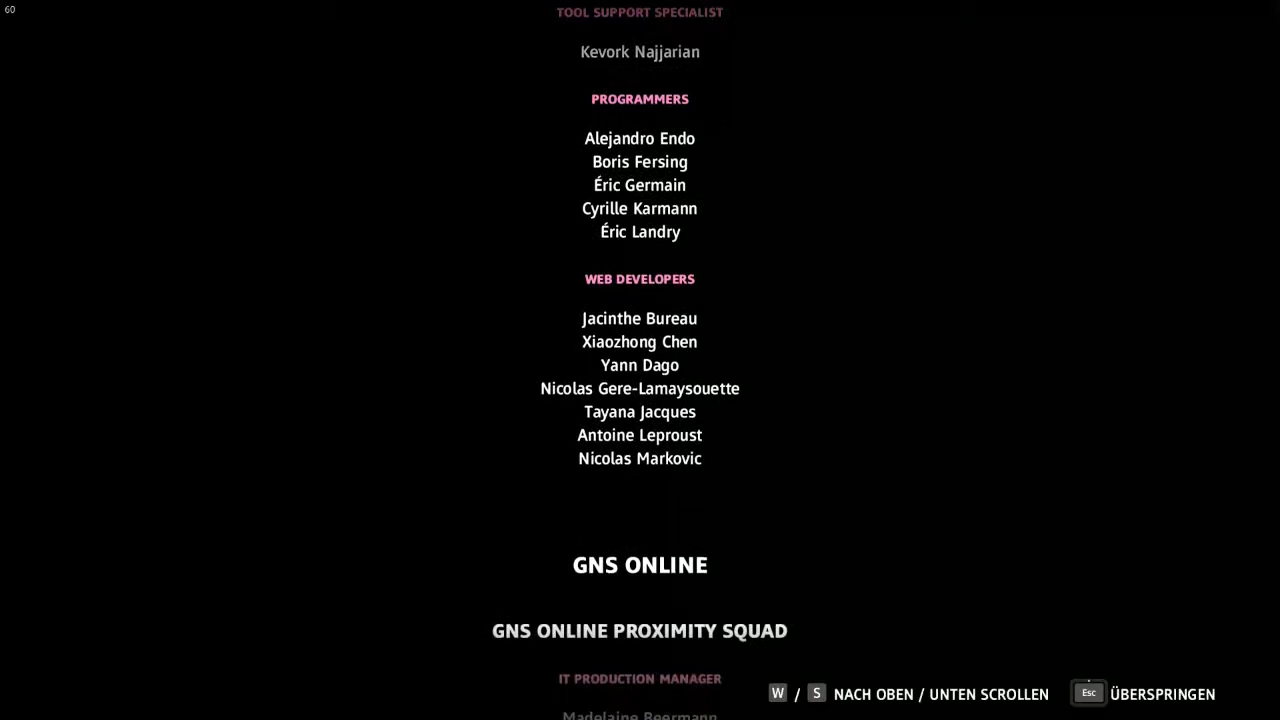 60
TOOL SUPPORT SPECIALIST
Kevork Najjarian
PROGRAMMERS
Alejandro Endo
Boris Fersing
Éric Germain
Cyrille Karmann
Éric Landry
WEB DEVELOPERS
Jacinthe Bureau
Xiaozhong Chen
Yann Dago
Nicolas Gere-Lamaysouette
Tayana Jacques
Antoine Leproust
Nicolas Markovic
GNS ONLINE
GNS ONLINE PROXIMITY SQUAD
IT PRODUCTION MANAGER
Madelaine Beermann
W / S NACH OBEN / UNTEN SCROLLEN Esc ÜBERSPRINGEN